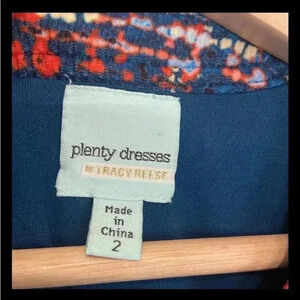 plenty dresses
by TRACY REESE
Made
in
China
2